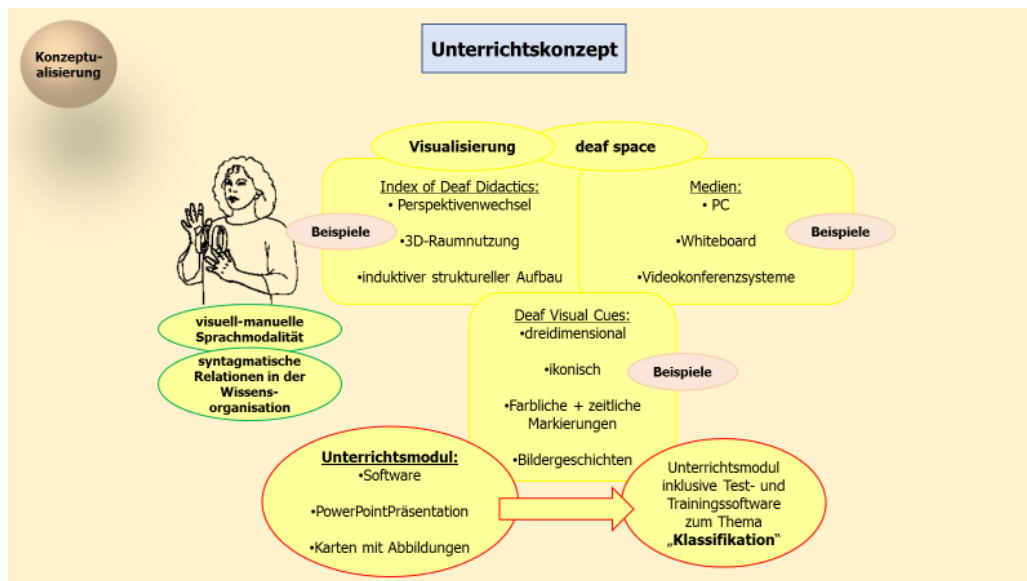 Konzeptu-
alisierung
Unterrichtskonzept
Visualisierung
deaf space
Index of Deaf Didactics:
• Perspektivenwechsel
•3D-Raumnutzung
•induktiver struktureller Aufbau
Beispiele
Medien:
• PC
•Whiteboard
•Videokonferenzsysteme
Beispiele
visuell-manuelle
Sprachmodalität
syntagmatische
Relationen in der
Wissens-
organisation
Deaf Visual Cues:
•dreidimensional
•ikonisch
•Farbliche + zeitliche
Markierungen
•Bildergeschichten
Beispiele
Unterrichtsmodul:
•Software
•PowerPointPräsentation
•Karten mit Abbildungen
Unterrichtsmodul
inklusive Test- und
Trainingssoftware
zum Thema
„Klassifikation“